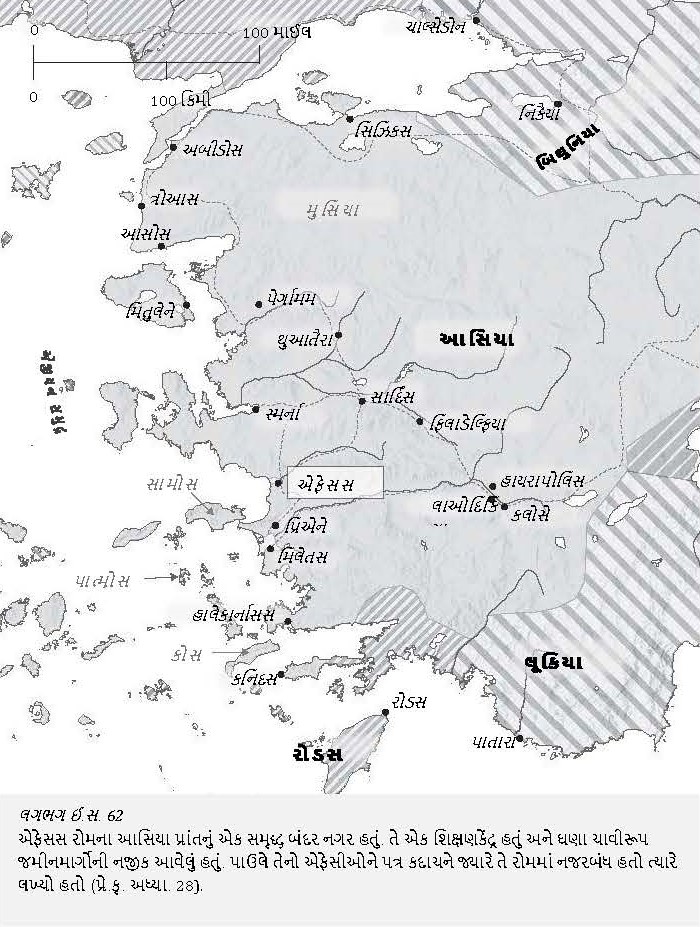 ચાલ્સેડોન
0
100 માઈલ
0
100 કિમી
નિકેયા
બિથુનિયા
સિઝિકસ
અબીડોસ
ત્રોઆસ
મુસિયા
આસોસ
પેર્ગામમ
મિતુલેને
થુઆતૈરા
આસિયા
એજીયન સમુદ્ર
સાર્દિસ
સ્મર્ના
ફિલાડેલ્ફિયા
સામોસ
એફેસસ
હાયરાપોલિસ
લાઓદિકિયા
કલોસે
પ્રિએને
મિલેતસ
પાત્મોસ
હાલેકાર્નાસસ
કોસ
કનિદસ
લૂકિયા
રોડસ
પાતારા
રોડસ
લગભગ ઈ.સ. 62
એફેસસ રોમના આસિયા પ્રાંતનું એક સમૃદ્ધ બંદર નગર હતું. તે એક શિક્ષણકેંદ્ર હતું અને ઘણા ચાવીરૂપ
જમીનમાર્ગોની નજીક આવેલું હતું. પાઉલે તેનો એફેસીઓને પત્ર કદાચને જ્યારે તે રોમમાં નજરબંધ હતો ત્યારે
લખ્યો હતો (પ્રે.કૃ. અધ્યા. 28).